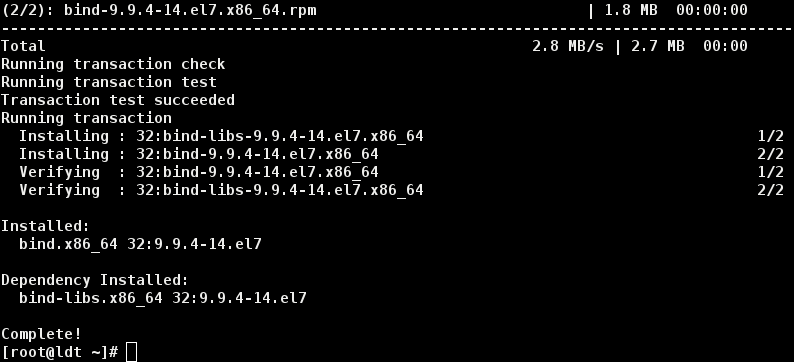 (2/2): bind-9.9.4-14.el7.x86_64.rpm | 1.8 MB 00:00:00
--------------------------------------------------------------------------------
Total 2.8 MB/s | 2.7 MB 00:00
Running transaction check
Running transaction test
Transaction test succeeded
Running transaction
Installing : 32:bind-libs-9.9.4-14.el7.x86_64 1/2
Installing : 32:bind-9.9.4-14.el7.x86_64 2/2
Verifying : 32:bind-9.9.4-14.el7.x86_64 1/2
Verifying : 32:bind-libs-9.9.4-14.el7.x86_64 2/2
Installed:
bind.x86_64 32:9.9.4-14.el7
Dependency Installed:
bind-libs.x86_64 32:9.9.4-14.el7
Complete!
[root@ldt ~]#